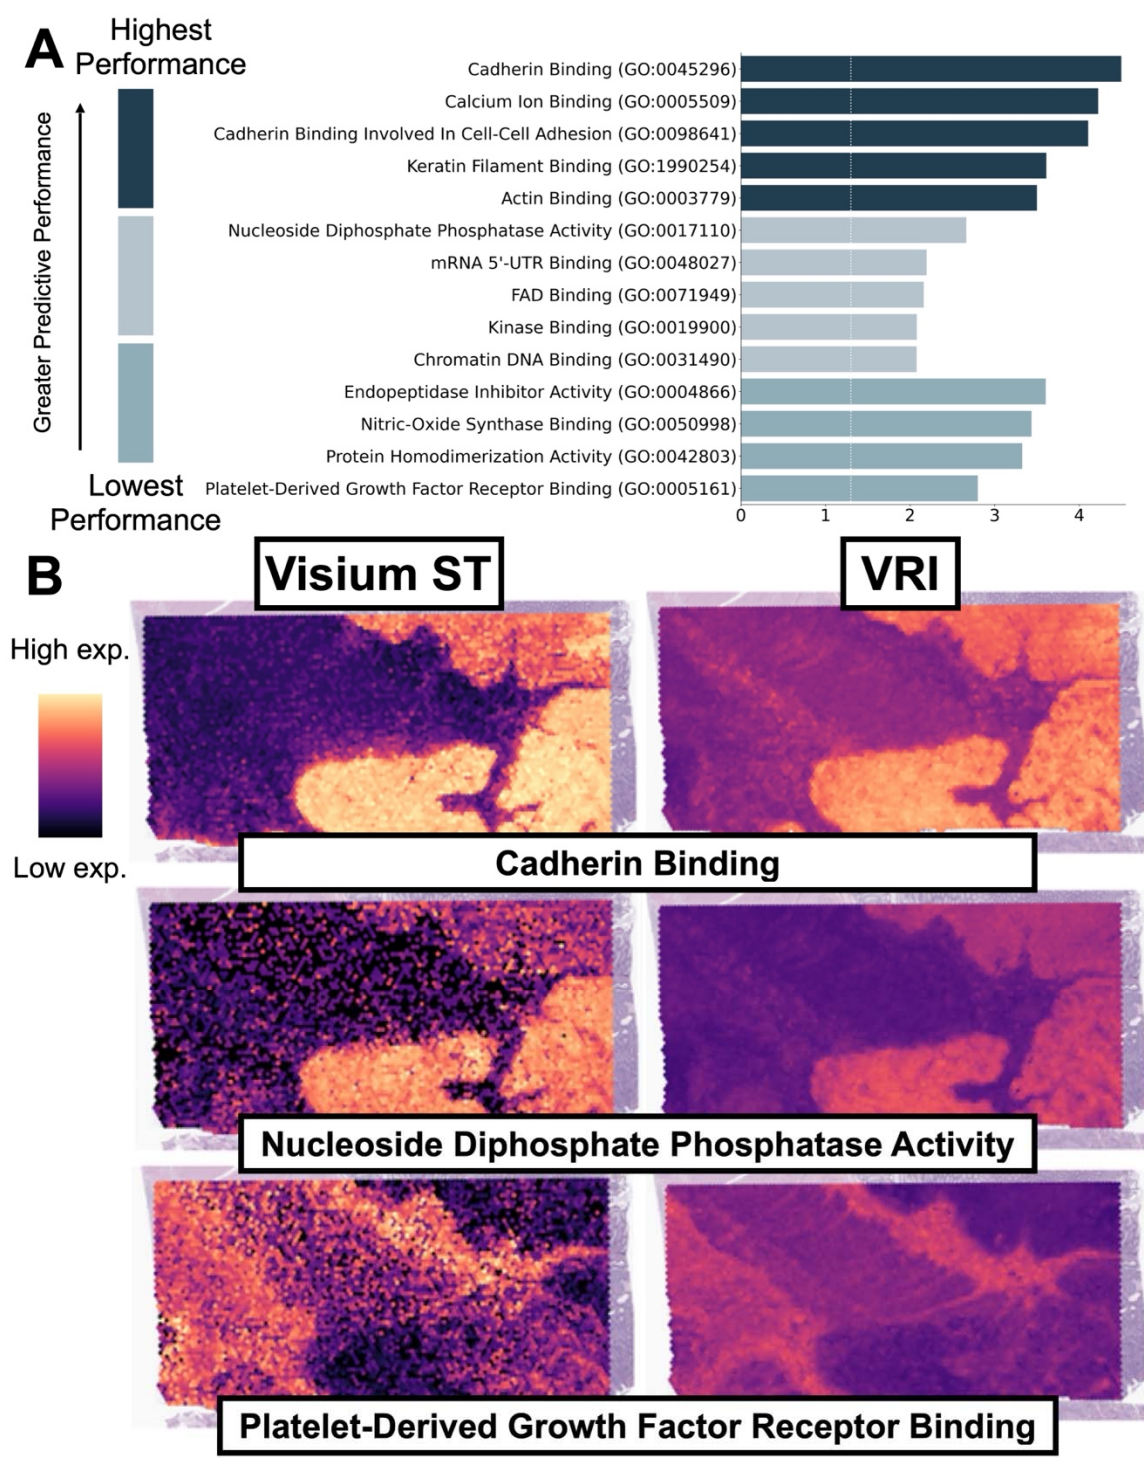 A
Highest
Performance
Greater Predictive Performance
Lowest
Performance
Cadherin Binding (GO:0045296)
Calcium Ion Binding (GO:0005509)
Cadherin Binding Involved In Cell-Cell Adhesion (GO:0098641)
Keratin Filament Binding (GO:1990254)
Actin Binding (GO:0003779)
Nucleoside Diphosphate Phosphatase Activity (GO:0017110)
mRNA 5'-UTR Binding (GO:0048027)
FAD Binding (GO:0071949)
Kinase Binding (GO:0019900)
Chromatin DNA Binding (GO:0031490)
Endopeptidase Inhibitor Activity (GO:0004866)
Nitric-Oxide Synthase Binding (GO:0050998)
Protein Homodimerization Activity (GO:0042803)
Platelet-Derived Growth Factor Receptor Binding (GO:0005161)
0 1 2 3 4
B
Visium ST
VRI
High exp.
Low exp.
Cadherin Binding
Nucleoside Diphosphate Phosphatase Activity
Platelet-Derived Growth Factor Receptor Binding